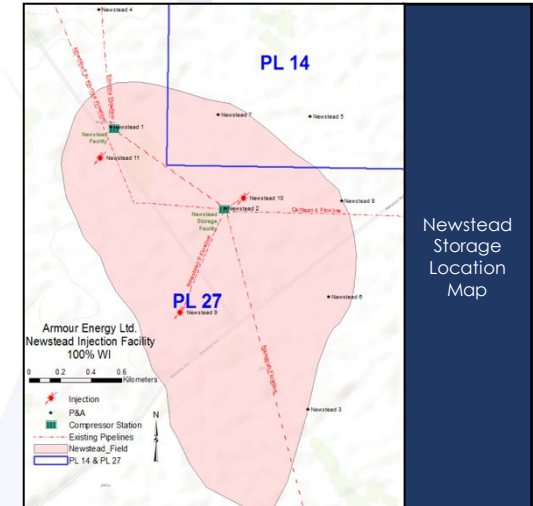 Newstead 4
PL 14
Newstead 1
Newstead
Facility
Newstead 7
Newstead 5
Newstead 11
Newstead 10
Newstead 8
Newstead 2
Newstead
Storage
Facility
Newstead 6
PL 27
Newstead 9
Newstead 3
Armour Energy Ltd.
Newstead Injection Facility
100% WI
0 0.2 0.4 0.6
Kilometers
N
Injection
P&A
Compressor Station
Existing Pipelines
Newstead_Field
PL 14 & PL 27
Newstead
Storage
Location
Map